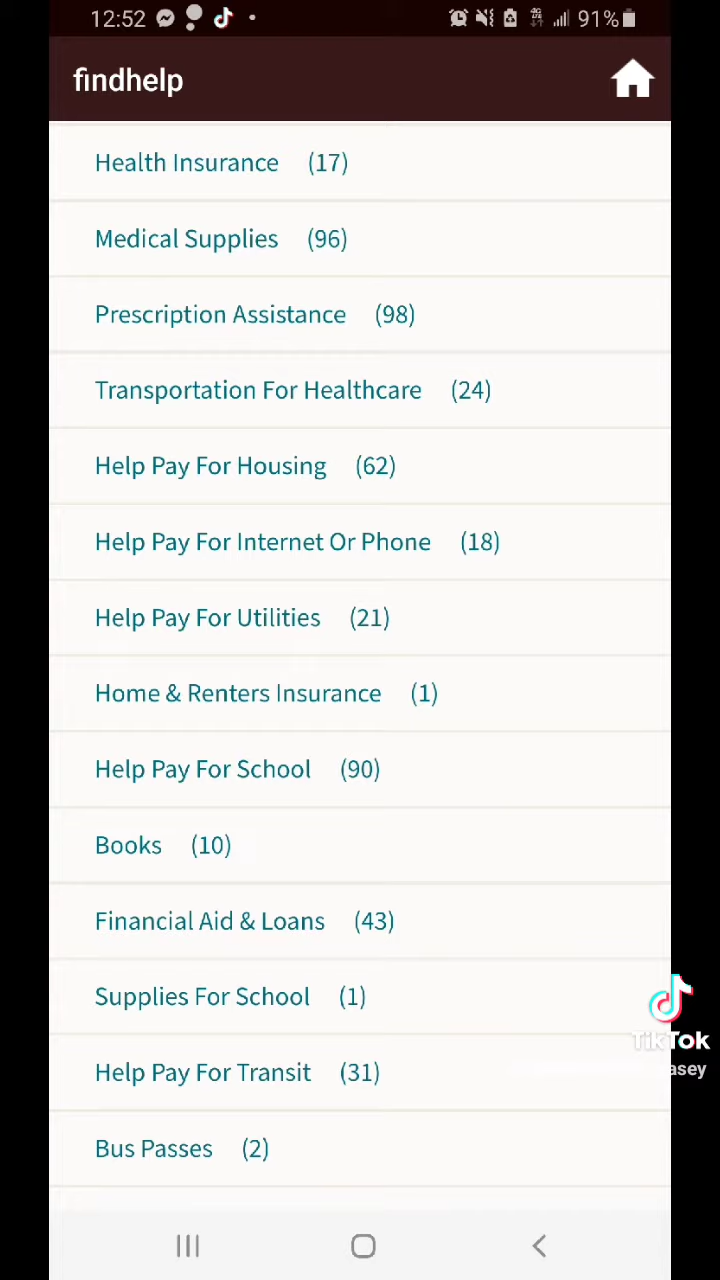 12:52 91%
findhelp
Health Insurance (17)
Medical Supplies (96)
Prescription Assistance (98)
Transportation For Healthcare (24)
Help Pay For Housing (62)
Help Pay For Internet Or Phone (18)
Help Pay For Utilities (21)
Home & Renters Insurance (1)
Help Pay For School (90)
Books (10)
Financial Aid & Loans (43)
Supplies For School (1)
TikTok
asey
Help Pay For Transit (31)
Bus Passes (2)